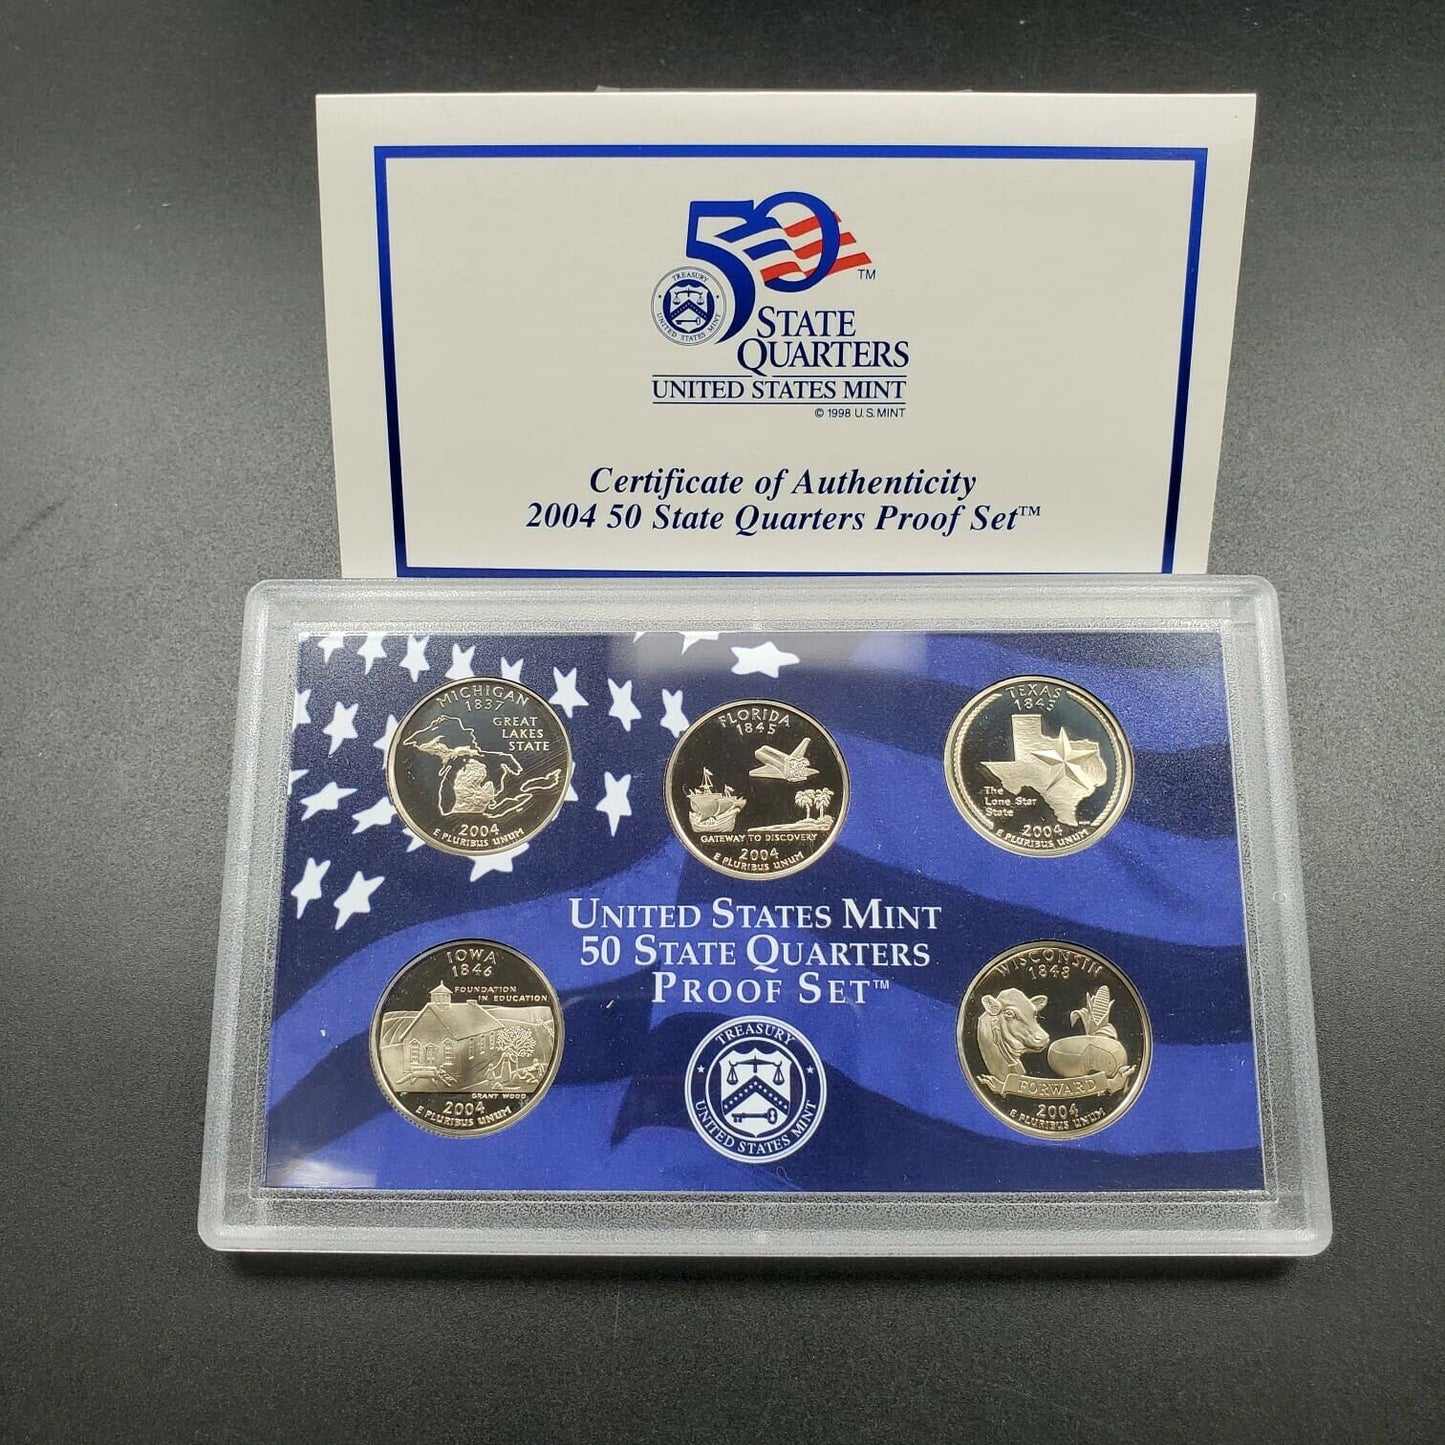 50
TM
TREASURY
UNITED STATES MINT
STATE
QUARTERS
UNITED STATES MINT
© 1998 U.S. MINT
Certificate of Authenticity
2004 50 State Quarters Proof Set™
MICHIGAN
1837
GREAT
LAKES
STATE
2004
E PLURIBUS UNUM
FLORIDA
1845
GATEWAY TO DISCOVERY
2004
E PLURIBUS UNUM
TEXAS
1845
The
Lone Star
State
2004
E PLURIBUS UNUM
UNITED STATES MINT
50 STATE QUARTERS
PROOF SET™
IOWA
1846
FOUNDATION
IN EDUCATION
GRANT WOOD
2004
E PLURIBUS UNUM
TREASURY
UNITED STATES MINT
WISCONSIN
1848
FORWARD
2004
E PLURIBUS UNUM